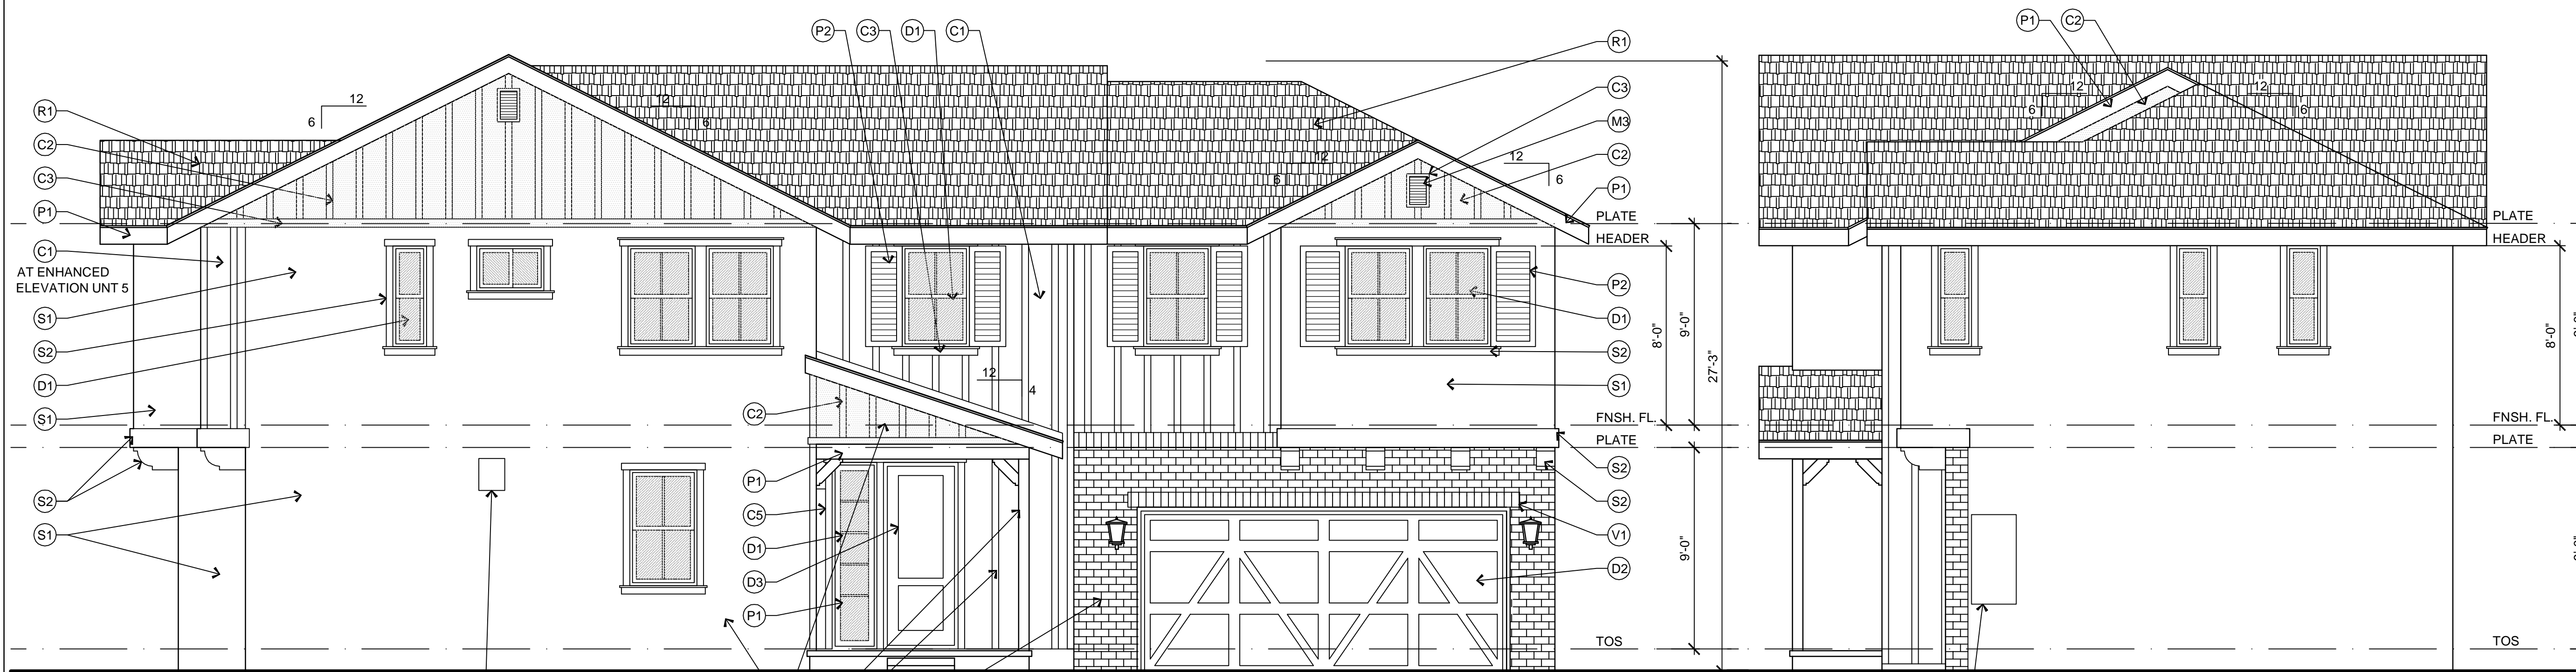 P2 C3 D1 C1
P1 C2
R1
C2
C3
P1
C1
AT ENHANCED
ELEVATION UNT 5
S1
S2
D1
S1
S2
S1
12
6
12
6
12
6
12
6
12
4
C2
P1
C5
D1
D3
P1
R1
C3
M3
C2
P1
PLATE
HEADER
P2
D1
S2
S1
FNSH. FL.
PLATE
S2
S2
V1
D2
TOS
8'-0"
9'-0"
27'-3"
9'-0"
12
6
12
6
PLATE
HEADER
8'-0"
FNSH. FL.
PLATE
TOS